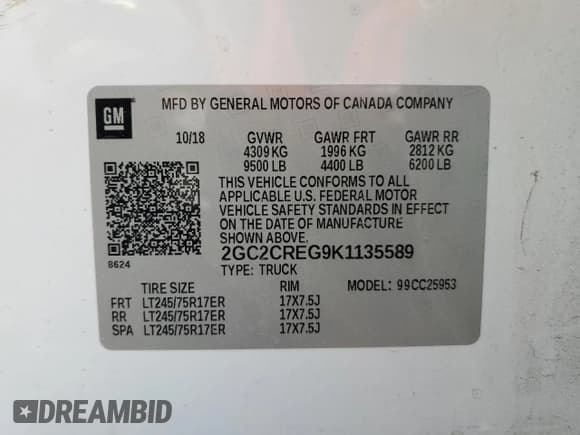 GM
MFD BY GENERAL MOTORS OF CANADA COMPANY
10/18 GVWR GAWR FRT GAWR RR
4309 KG 1996 KG 2812 KG
9500 LB 4400 LB 6200 LB
THIS VEHICLE CONFORMS TO ALL
APPLICABLE U.S. FEDERAL MOTOR
VEHICLE SAFETY STANDARDS IN EFFECT
ON THE DATE OF MANUFACTURE
SHOWN ABOVE.
8624
2GC2CREG9K1135589
TYPE: TRUCK
TIRE SIZE RIM MODEL: 99CC25953
FRT LT245/75R17ER 17X7.5J
RR LT245/75R17ER 17X7.5J
SPA LT245/75R17ER 17X7.5J
DREAMBID